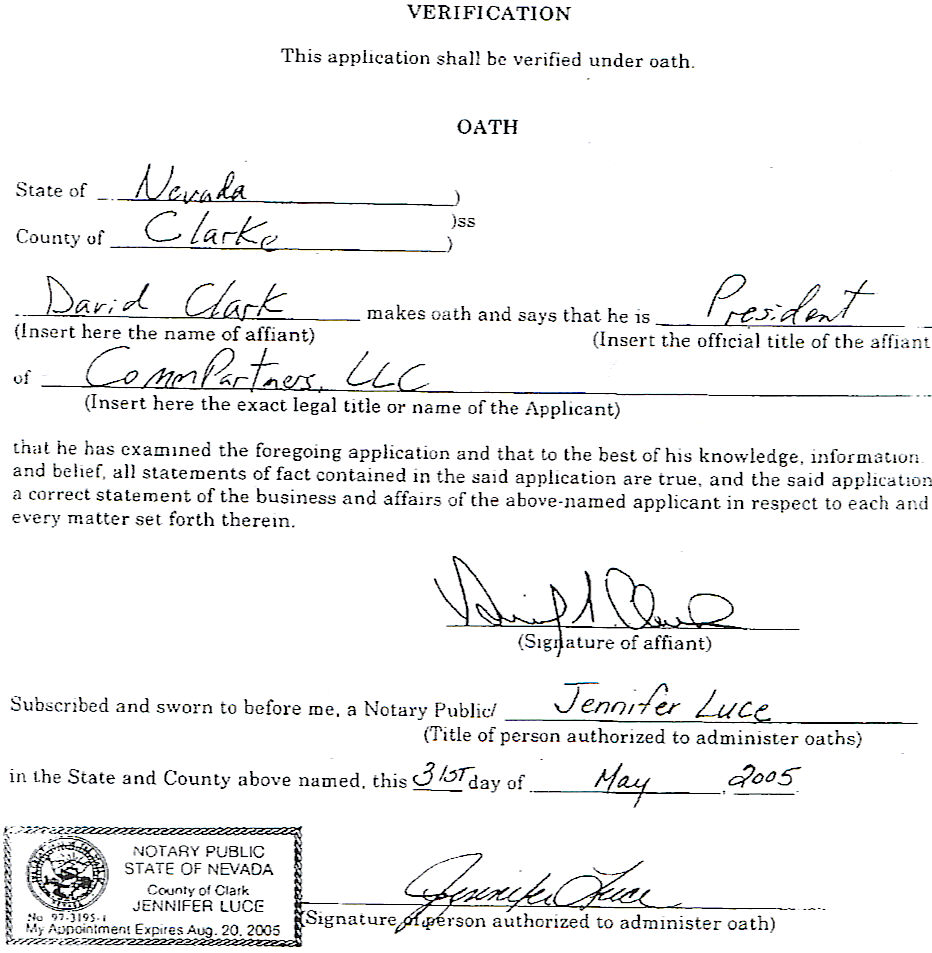 VERIFICATION
This application shall be verified under oath.
OATH
State of Nevada )
)ss
County of Clarke )
David Clark makes oath and says that he is President
(Insert here the name of affiant) (Insert the official title of the affiant
of CommPartners, LLC
(Insert here the exact legal title or name of the Applicant)
that he has examined the foregoing application and that to the best of his knowledge, information
and belief, all statements of fact contained in the said application are true, and the said application
a correct statement of the business and affairs of the above-named applicant in respect to each and
every matter set forth therein.
(Signature of affiant)
Subscribed and sworn to before me, a Notary Public/ Jennifer Luce
(Title of person authorized to administer oaths)
in the State and County above named, this 31ST day of May, 2005
NOTARY PUBLIC
STATE OF NEVADA
County of Clark
JENNIFER LUCE
No 97-3195-1
My Appointment Expires Aug. 20, 2005
Jennifer Luce
(Signature of person authorized to administer oath)